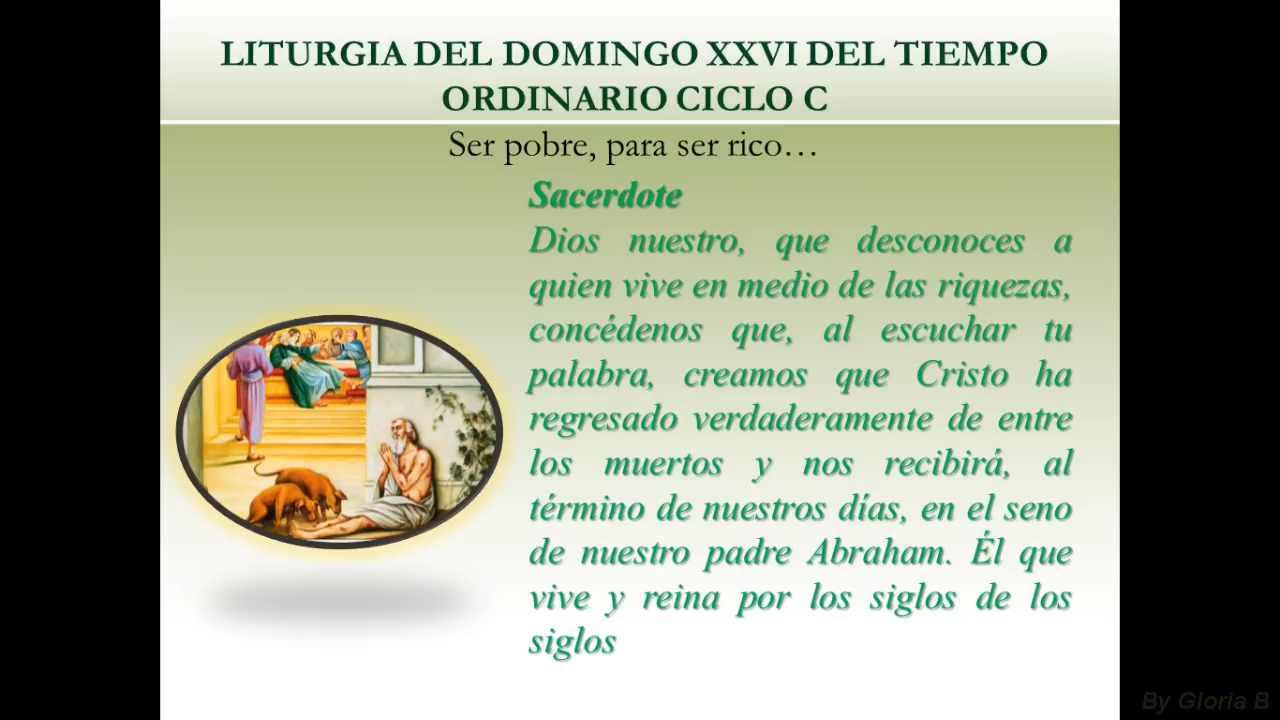 LITURGIA DEL DOMINGO XXVI DEL TIEMPO
ORDINARIO CICLO C
Ser pobre, para ser rico…
Sacerdote
Dios nuestro, que desconoces a
quien vive en medio de las riquezas,
concédenos que, al escuchar tu
palabra, creamos que Cristo ha
regresado verdaderamente de entre
los muertos y nos recibirá, al
término de nuestros días, en el seno
de nuestro padre Abraham. Él que
vive y reina por los siglos de los
siglos
By Gloria B